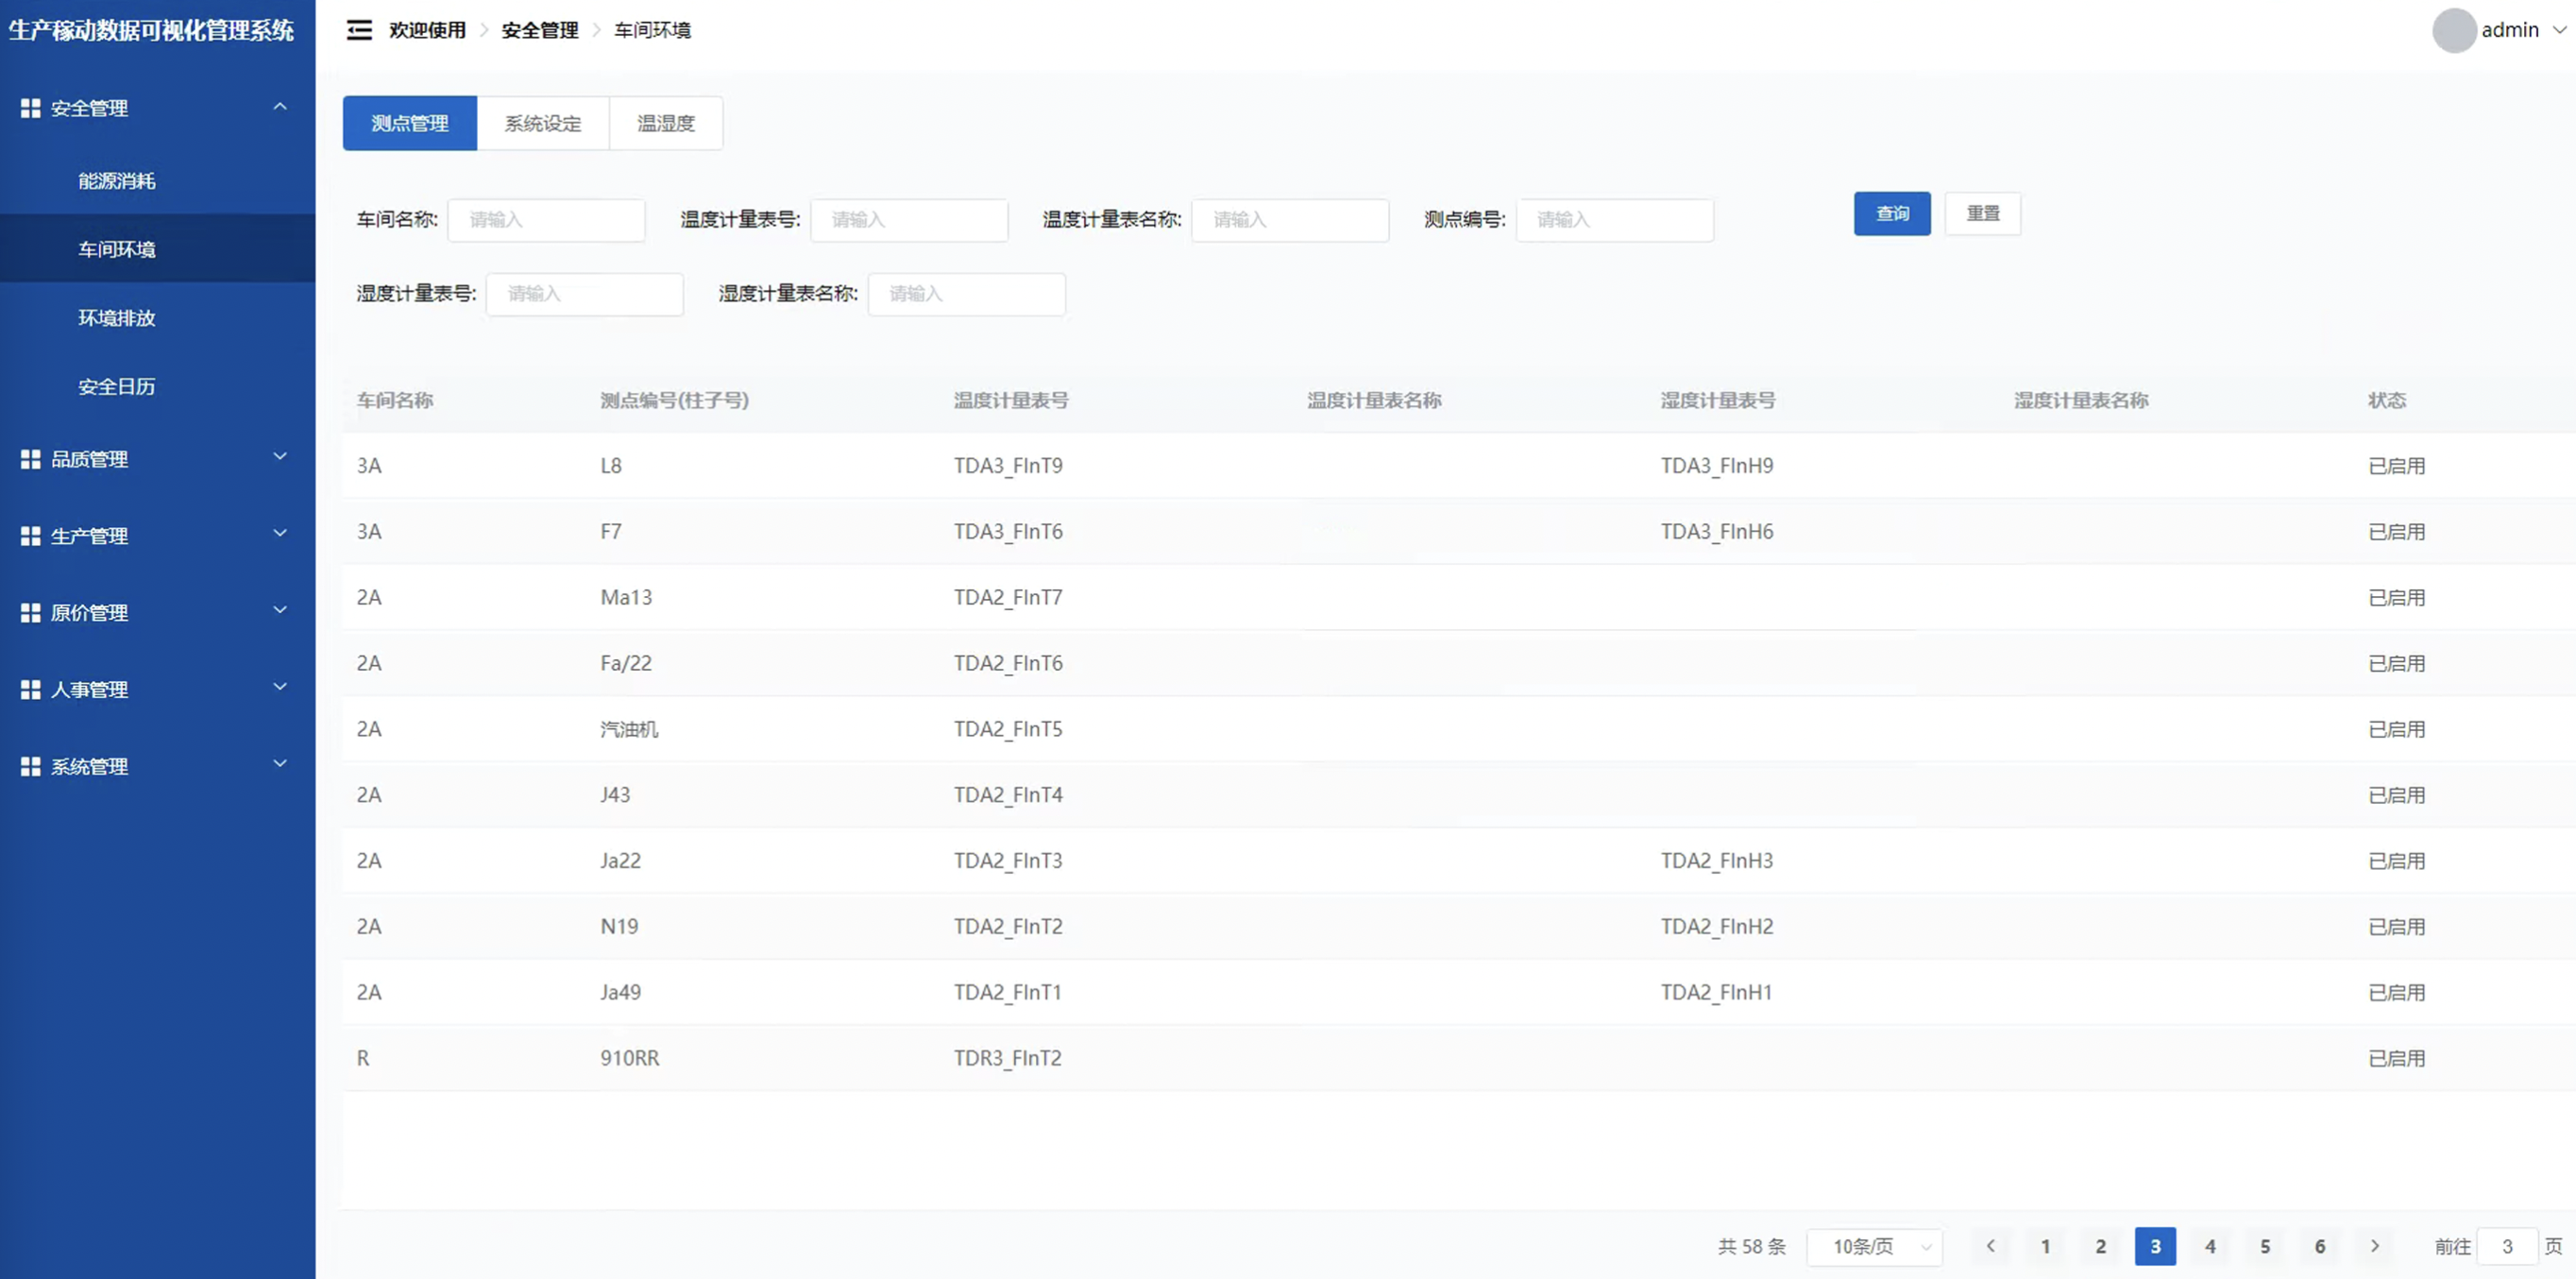 生产稼动数据可视化管理系统
欢迎使用 > 安全管理 > 车间环境
admin
安全管理
能源消耗
车间环境
环境排放
安全日历
品质管理
生产管理
原价管理
人事管理
系统管理
测点管理 系统设定 温湿度
车间名称: 请输入 温度计量表号: 请输入 温度计量表名称: 请输入 测点编号: 请输入 查询 重置
湿度计量表号: 请输入 湿度计量表名称: 请输入
车间名称 测点编号(柱子号) 温度计量表号 温度计量表名称 湿度计量表号 湿度计量表名称 状态
3A L8 TDA3_FInT9 TDA3_FInH9 已启用
3A F7 TDA3_FInT6 TDA3_FInH6 已启用
2A Ma13 TDA2_FInT7 已启用
2A Fa/22 TDA2_FInT6 已启用
2A 汽油机 TDA2_FInT5 已启用
2A J43 TDA2_FInT4 已启用
2A Ja22 TDA2_FInT3 TDA2_FInH3 已启用
2A N19 TDA2_FInT2 TDA2_FInH2 已启用
2A Ja49 TDA2_FInT1 TDA2_FInH1 已启用
R 910RR TDR3_FInT2 已启用
共 58 条 10条/页 < 1 2 3 4 5 6 > 前往 3 页